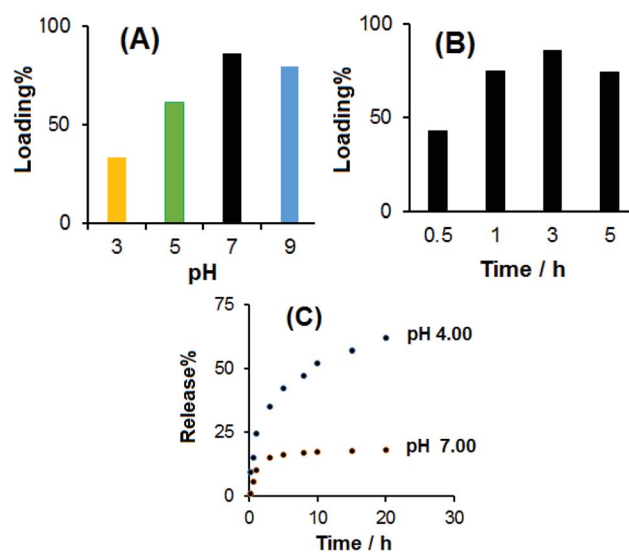 (A)
Loading%
100
50
0
3 5 7 9
pH
(B)
Loading%
100
50
0
0.5 1 3 5
Time / h
(C)
Release%
75
50
25
0
pH 4.00
pH 7.00
0 10 20 30
Time / h